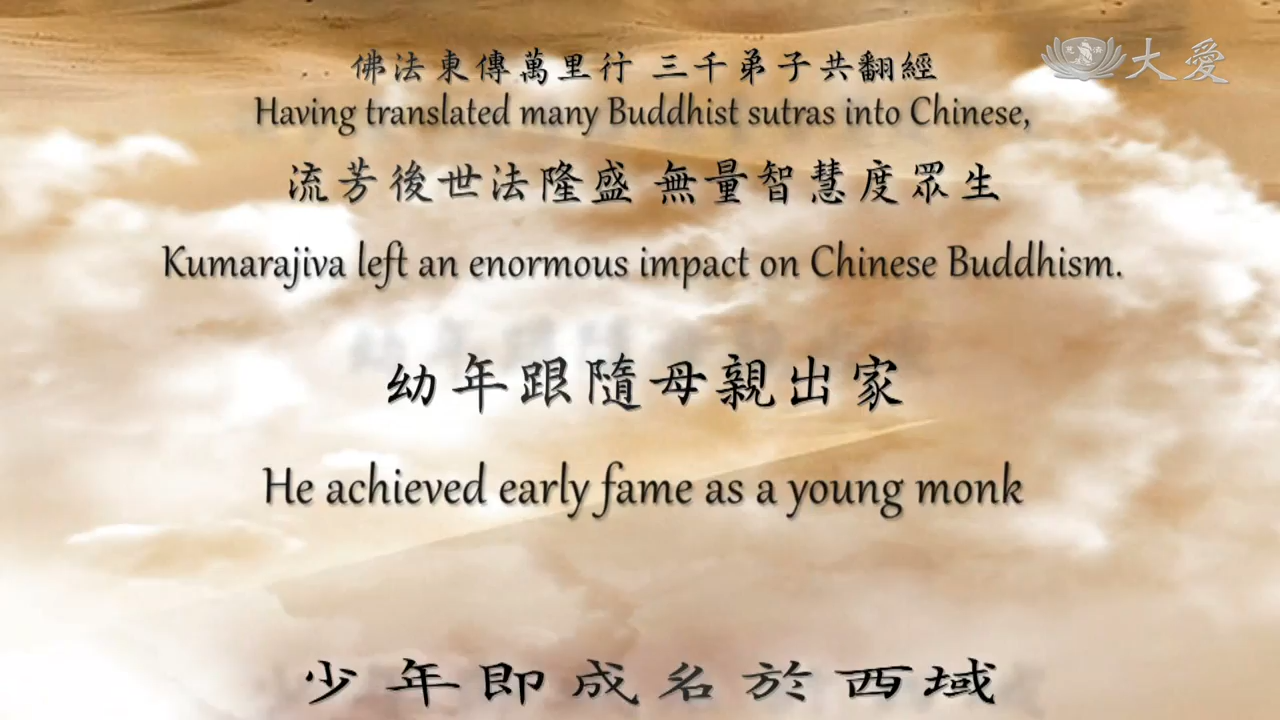 大愛
佛法東傳萬里行 三千弟子共翻經
Having translated many Buddhist sutras into Chinese,
流芳後世法隆盛 無量智慧度眾生
Kumarajiva left an enormous impact on Chinese Buddhism.
幼年跟隨母親出家
He achieved early fame as a young monk
少年即成名於西域